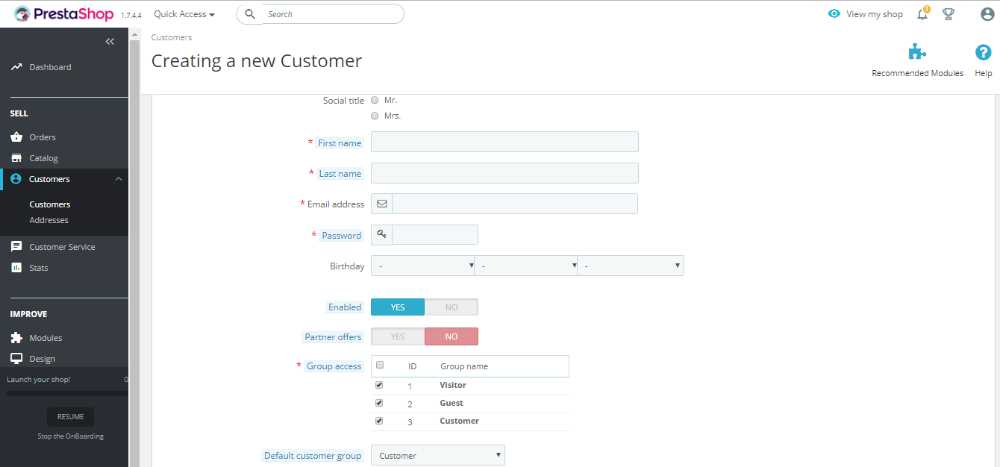 PrestaShop 1.7.4.4 Quick Access Search View my shop 1
Customers
Creating a new Customer
Recommended Modules Help
Dashboard
SELL
Orders
Catalog
Customers
Customers
Addresses
Customer Service
Stats
IMPROVE
Modules
Design
Launch your shop! 0
RESUME
Stop the OnBoarding
Social title Mr.
Mrs.
* First name
* Last name
* Email address
* Password
Birthday - - -
Enabled YES NO
Partner offers YES NO
* Group access ID Group name
1 Visitor
2 Guest
3 Customer
Default customer group Customer